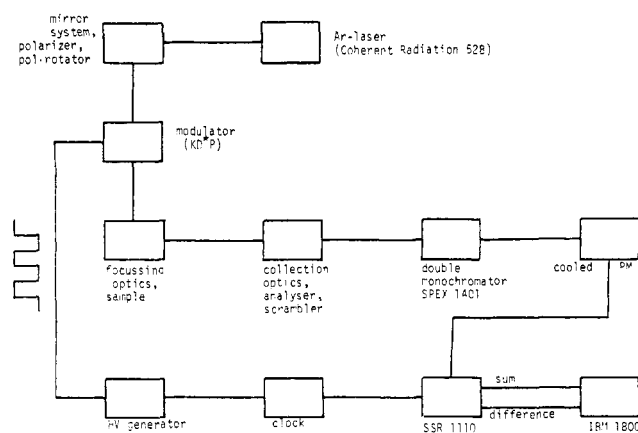 mirror
system,
polarizer,
pol-rotator
Ar-laser
(Coherent Radiation 52B)
modulator
(KD*P)
focussing
optics,
sample
collection
optics,
analyser,
scrambler
double
monochromator
SPEX 1401
cooled PM
sum
difference
HV generator
clock
SSR 1110
IBM 1800